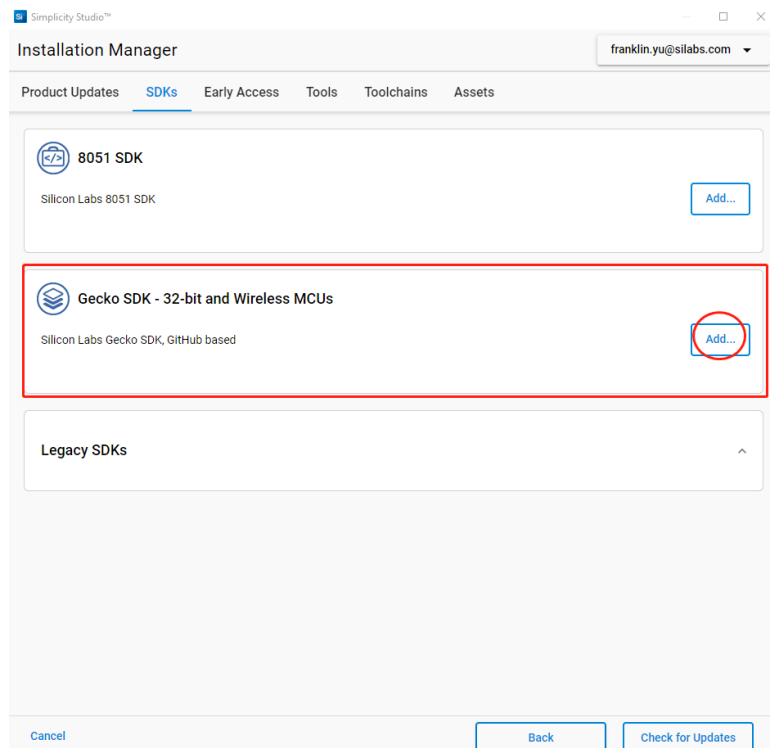 Si Simplicity Studio™
Installation Manager
franklin.yu@silabs.com
Product Updates SDKs Early Access Tools Toolchains Assets
8051 SDK
Silicon Labs 8051 SDK
Add...
Gecko SDK - 32-bit and Wireless MCUs
Silicon Labs Gecko SDK, GitHub based
Add...
Legacy SDKs
Cancel Back Check for Updates